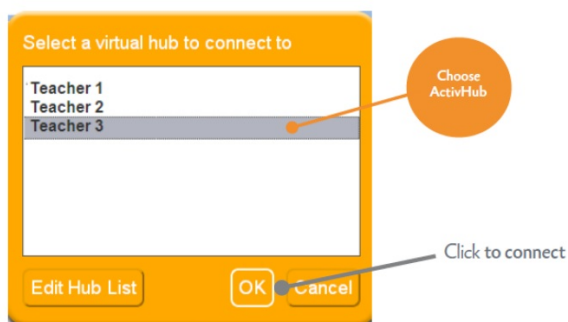 Select a virtual hub to connect to
Teacher 1
Teacher 2
Teacher 3
Choose
ActivHub
Click to connect
Edit Hub List
OK
Cancel